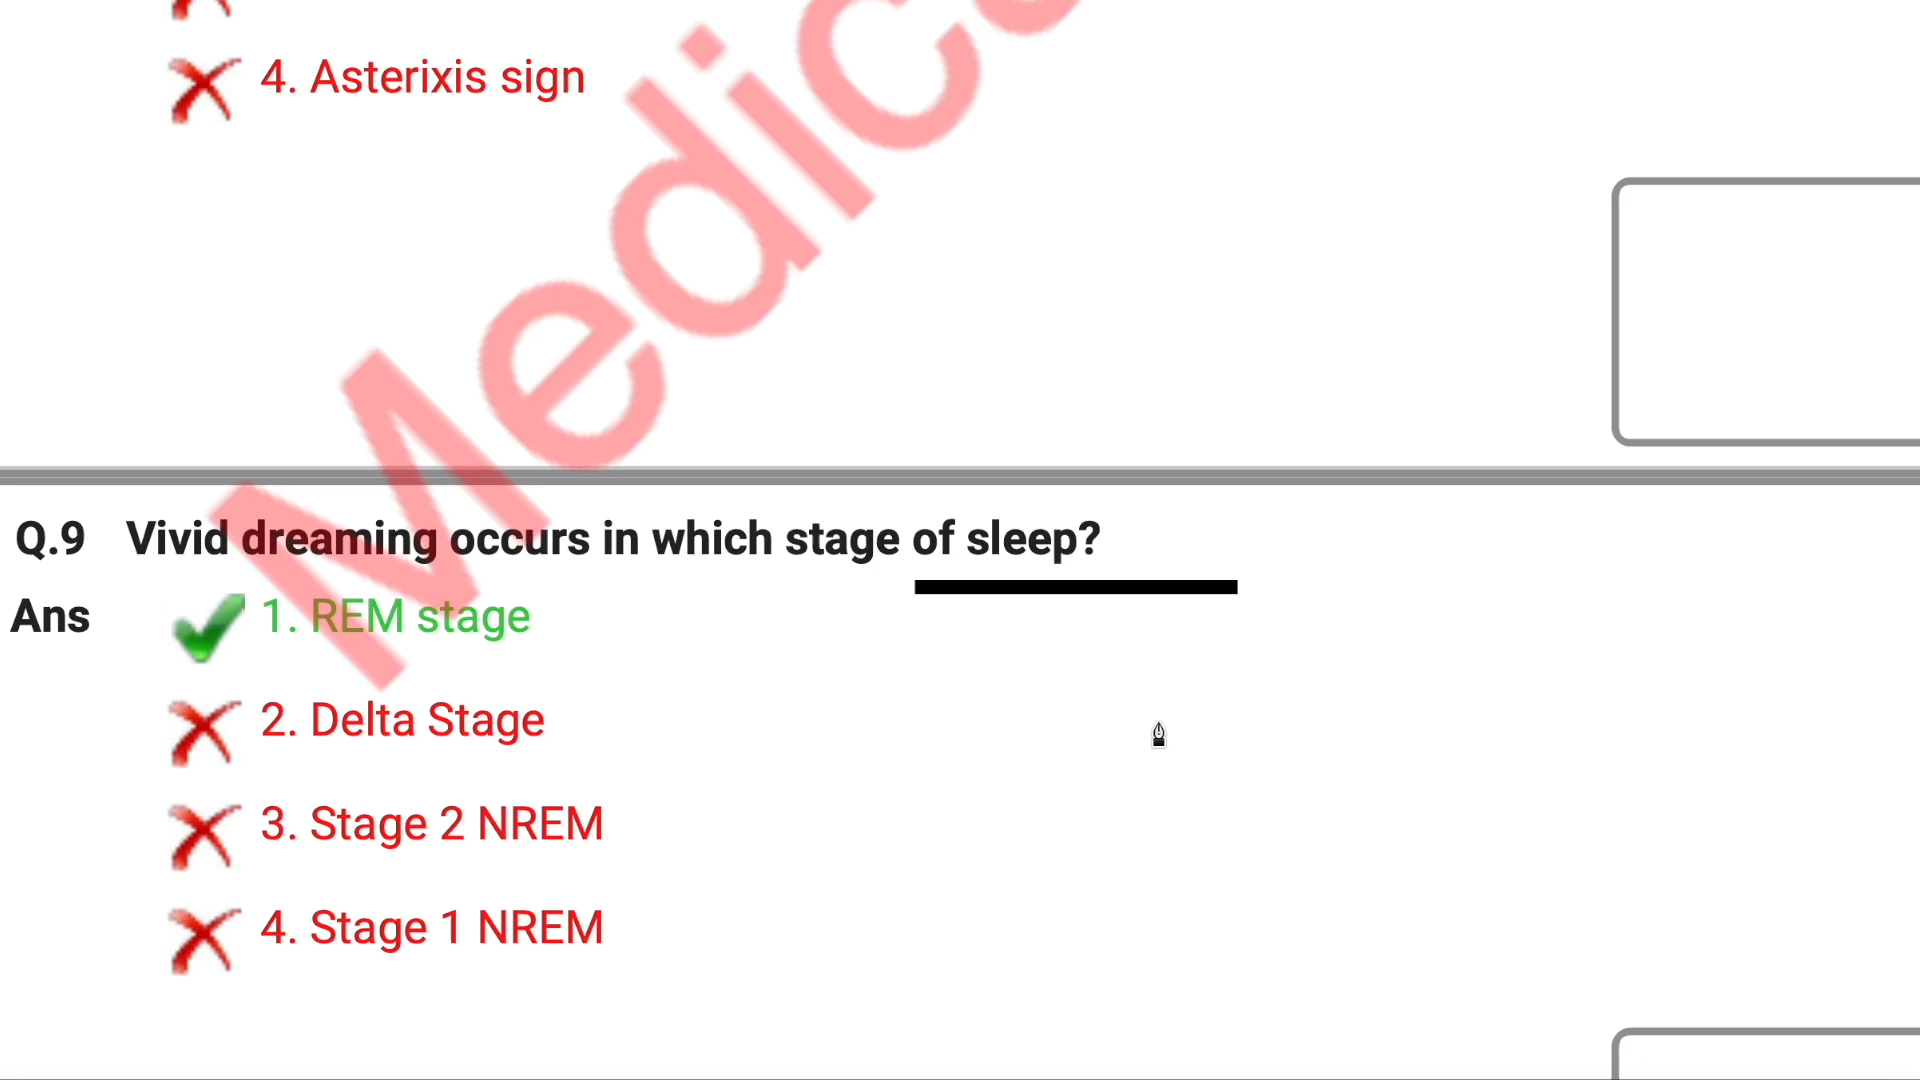 4. Asterixis sign
Medica
Q.9 Vivid dreaming occurs in which stage of sleep?
Ans 1. REM stage
2. Delta Stage
3. Stage 2 NREM
4. Stage 1 NREM